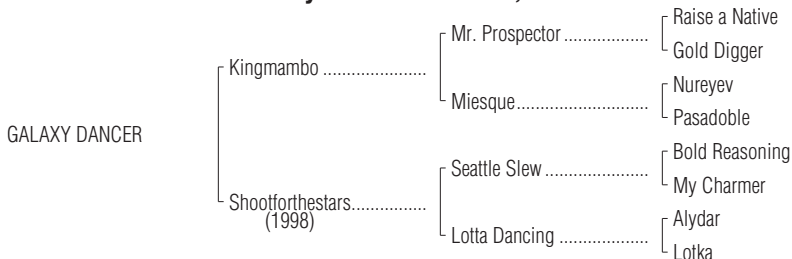 Raise a Native
Mr. Prospector ....................
Gold Digger
Kingmambo ......................
Nureyev
Miesque...............................
Pasadoble
GALAXY DANCER
Bold Reasoning
Seattle Slew ........................
My Charmer
Shootforthestars................
(1998)
Alydar
Lotta Dancing .....................
Lotka